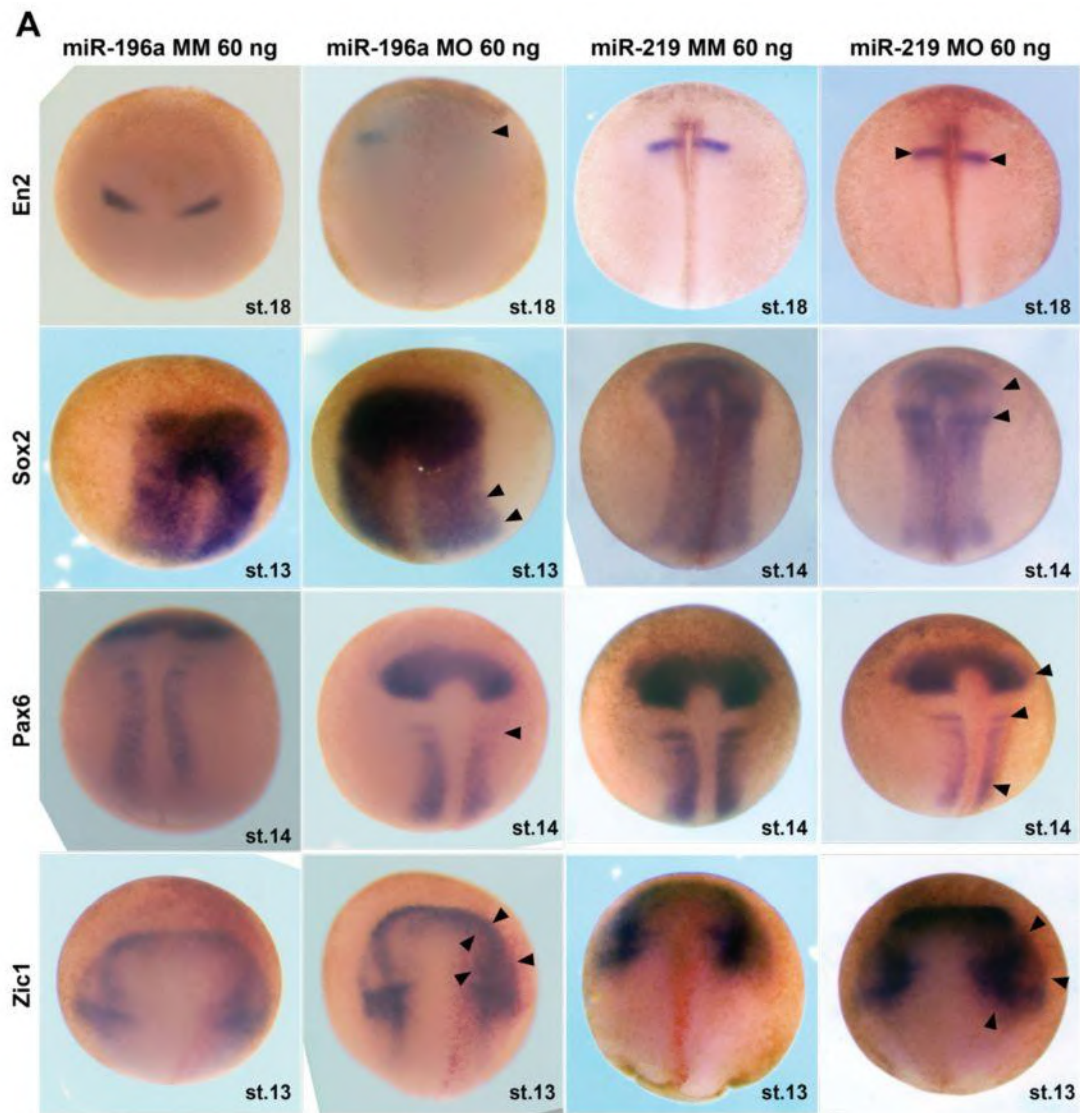 A
miR-196a MM 60 ng miR-196a MO 60 ng miR-219 MM 60 ng miR-219 MO 60 ng
En2
st.18 st.18 st.18 st.18
Sox2
st.13 st.13 st.14 st.14
Pax6
st.14 st.14 st.14 st.14
Zic1
st.13 st.13 st.13 st.13